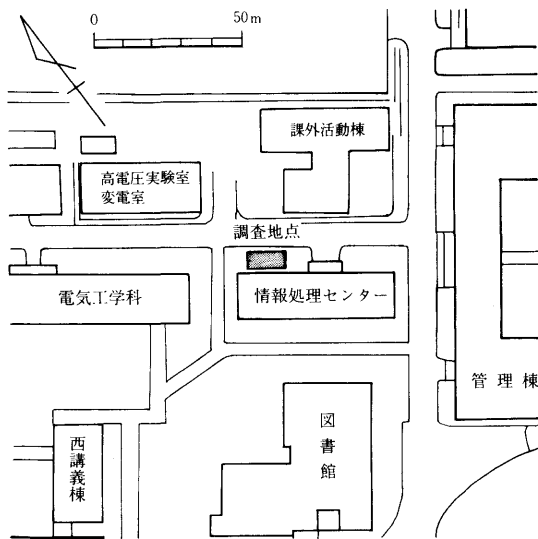 0 50m
課外活動棟
高電圧実験室
変電室
調査地点
電気工学科
情報処理センター
管理棟
図書館
西講義棟